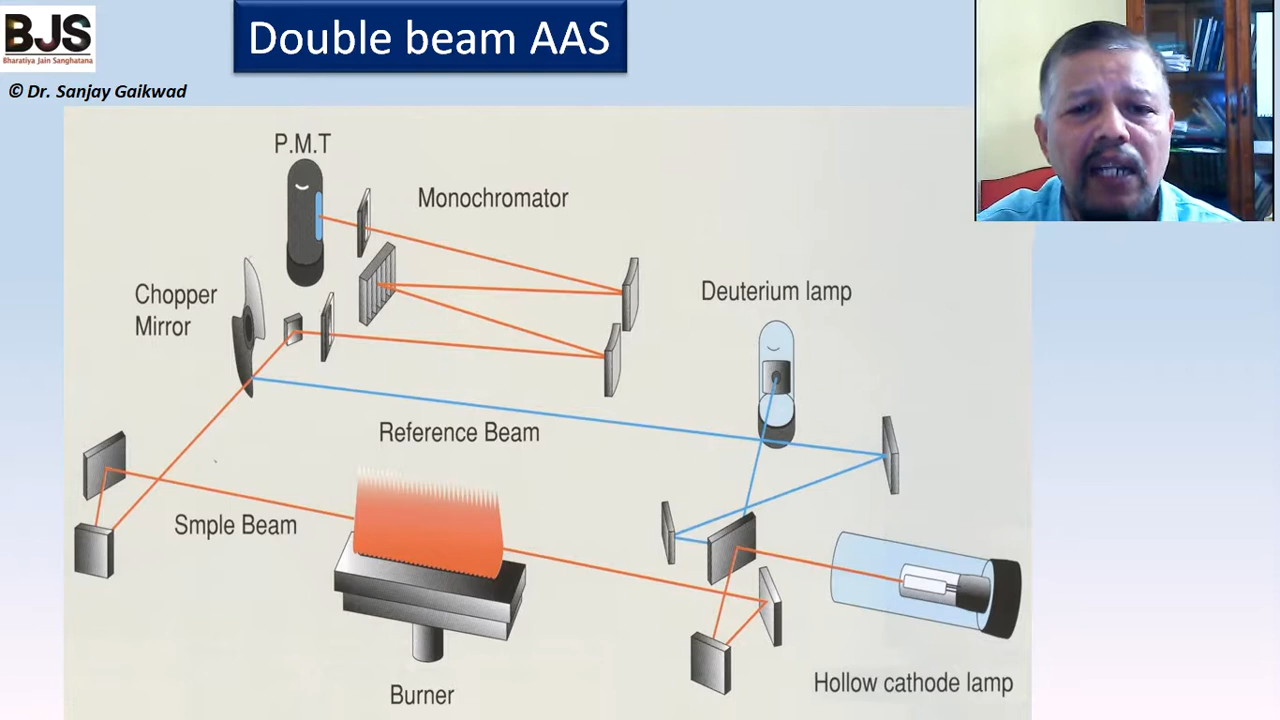 BJS
Bharatiya Jain Sanghatana
Double beam AAS
© Dr. Sanjay Gaikwad
P.M.T
Monochromator
Chopper
Mirror
Deuterium lamp
Reference Beam
Smple Beam
Burner
Hollow cathode lamp